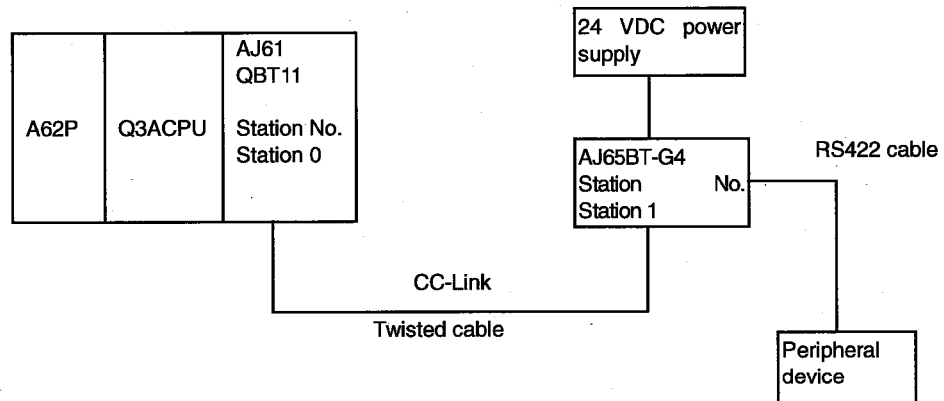 A62P
Q3ACPU
AJ61
QBT11
Station No.
Station 0
24 VDC power
supply
AJ65BT-G4
Station No.
Station 1
RS422 cable
CC-Link
Twisted cable
Peripheral
device